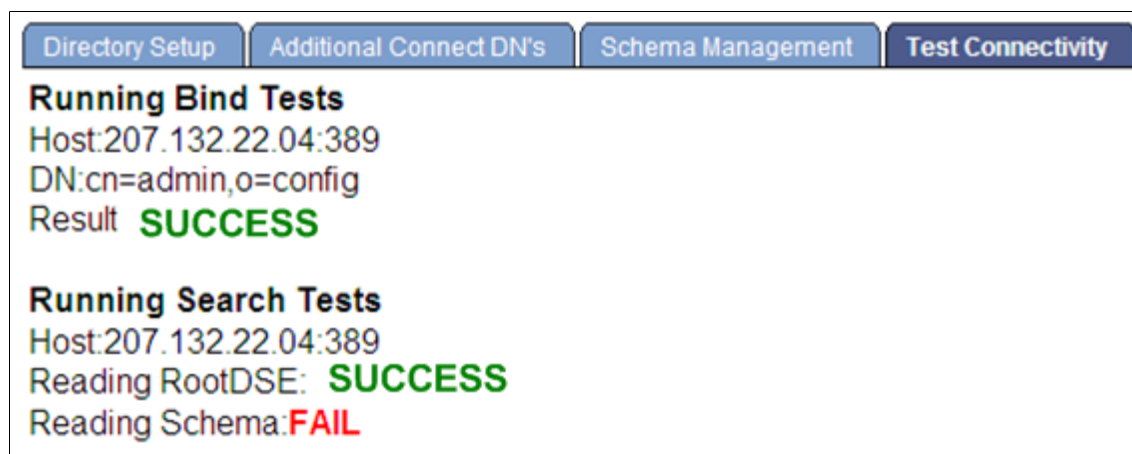 Directory Setup Additional Connect DN's Schema Management Test Connectivity
Running Bind Tests
Host:207.132.22.04:389
DN:cn=admin,o=config
Result SUCCESS
Running Search Tests
Host:207.132.22.04:389
Reading RootDSE: SUCCESS
Reading Schema:FAIL